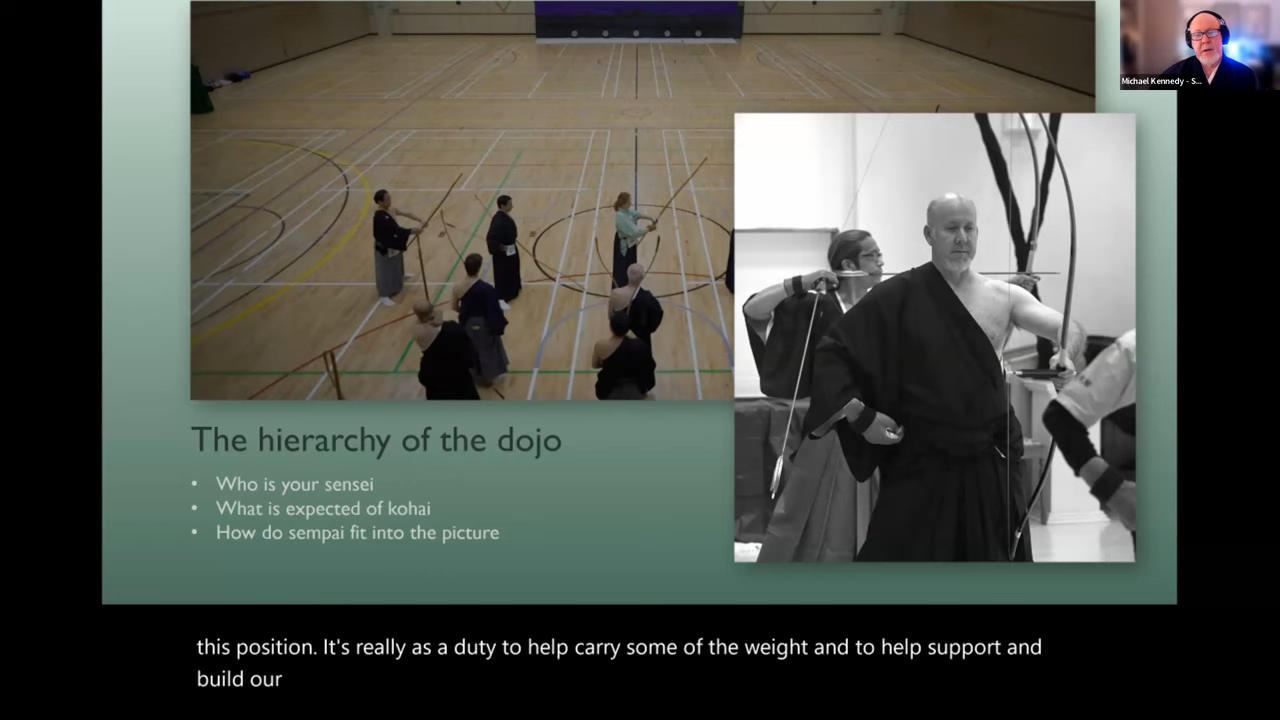 Michael Kennedy - S...
The hierarchy of the dojo
• Who is your sensei
• What is expected of kohai
• How do sempai fit into the picture
this position. It's really as a duty to help carry some of the weight and to help support and
build our